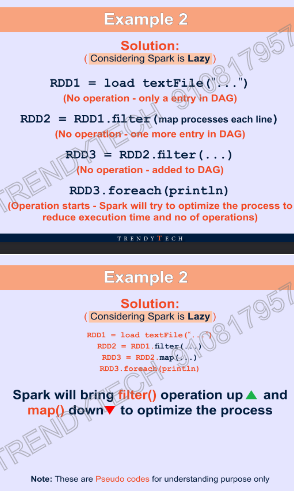 Example 2
Solution:
( Considering Spark is Lazy )
RDD1 = load textFile("...")
(No operation - only a entry in DAG)
RDD2 = RDD1.filter(map processes each line)
(No operation - one more entry in DAG)
RDD3 = RDD2.filter(...)
(No operation - added to DAG)
RDD3.foreach(println)
(Operation starts - Spark will try to optimize the process to
reduce execution time and no of operations)
TRENDYTECH 910817957
TRENDYTECH
Example 2
Solution:
( Considering Spark is Lazy )
RDD1 = load textFile("...")
RDD2 = RDD1.filter(...)
RDD3 = RDD2.map(...)
RDD3.foreach(println)
Spark will bring filter() operation up ▲ and
map() down ▼ to optimize the process
TRENDYTECH 910817957
Note: These are Pseudo codes for understanding purpose only